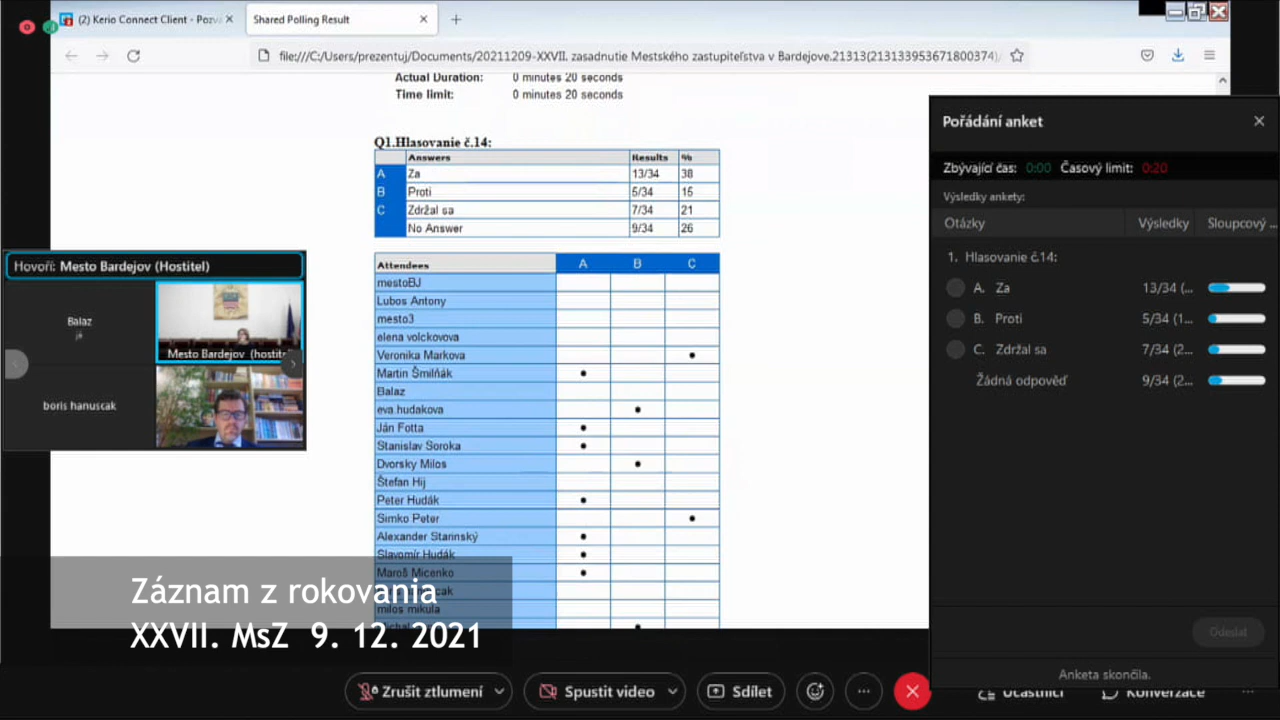 (2) Kerio Connect Client - Pozva
Shared Polling Result
file:///C:/Users/prezentuj/Documents/20211209-XXVII. zasadnutie Mestského zastupiteľstva v Bardejove.21313(213133953671800374)/
Actual Duration: 0 minutes 20 seconds
Time limit: 0 minutes 20 seconds
Q1.Hlasovanie č.14:
Answers Results %
A Za 13/34 38
B Proti 5/34 15
C Zdržal sa 7/34 21
No Answer 9/34 26
Attendees A B C
mestoBJ
Lubos Antony
mesto3
elena volckovova
Veronika Markova •
Martin Šmilňák •
Balaz
eva.hudakova •
Ján Fotta •
Stanislav Soroka •
Dvorsky Milos •
Štefan Hij
Peter Hudák •
Simko Peter •
Alexander Starinský •
Slavomír Hudák •
Maroš Micenko •
milos mikula
Hovoří: Mesto Bardejov (Hostitel)
Balaz
Mesto Bardejov (hostit
boris hanuscak
Záznam z rokovania
XXVII. MsZ 9. 12. 2021
Pořádání anket
Zbývající čas: 0:00 Časový limit: 0:20
Výsledky ankety:
Otázky Výsledky Sloupcový ...
1. Hlasovanie č.14:
A. Za 13/34 (...
B. Proti 5/34 (1...
C. Zdržal sa 7/34 (2...
Žádná odpověď 9/34 (2...
Odeslat
Anketa skončila.
Zrušit ztlumení
Spustit video
Sdílet
Účastníci
Konverzace